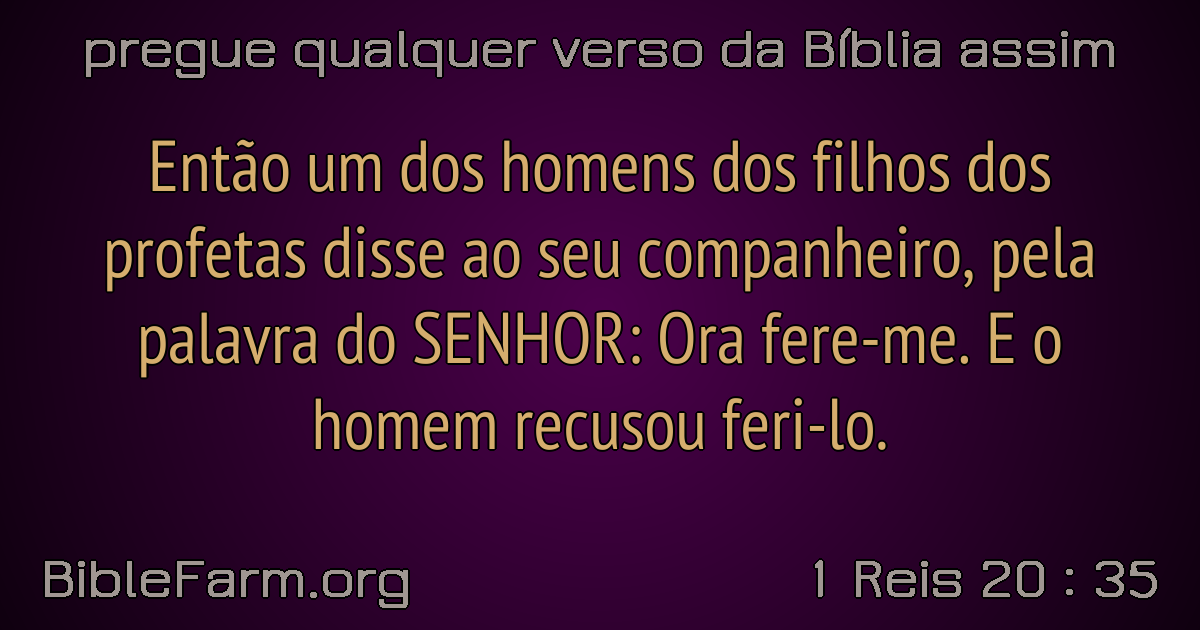 pregue qualquer verso da Bíblia assim
Então um dos homens dos filhos dos
profetas disse ao seu companheiro, pela
palavra do SENHOR: Ora fere-me. E o
homem recusou feri-lo.
BibleFarm.org
1 Reis 20 : 35